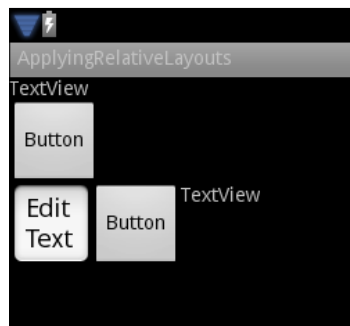 ApplyingRelativeLayouts
TextView
Button
Edit
Text
Button
TextView